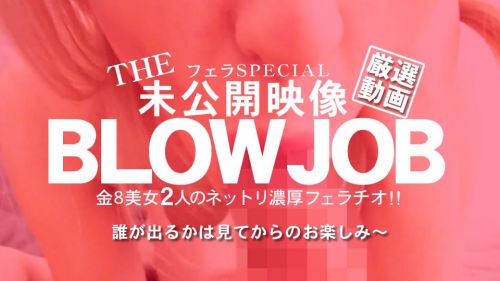 THE フェラSPECIAL
未公開映像
厳選
動画
BLOWJOB
金8美女2人のネットリ濃厚フェラチオ!!
誰が出るかは見てからのお楽しみ～